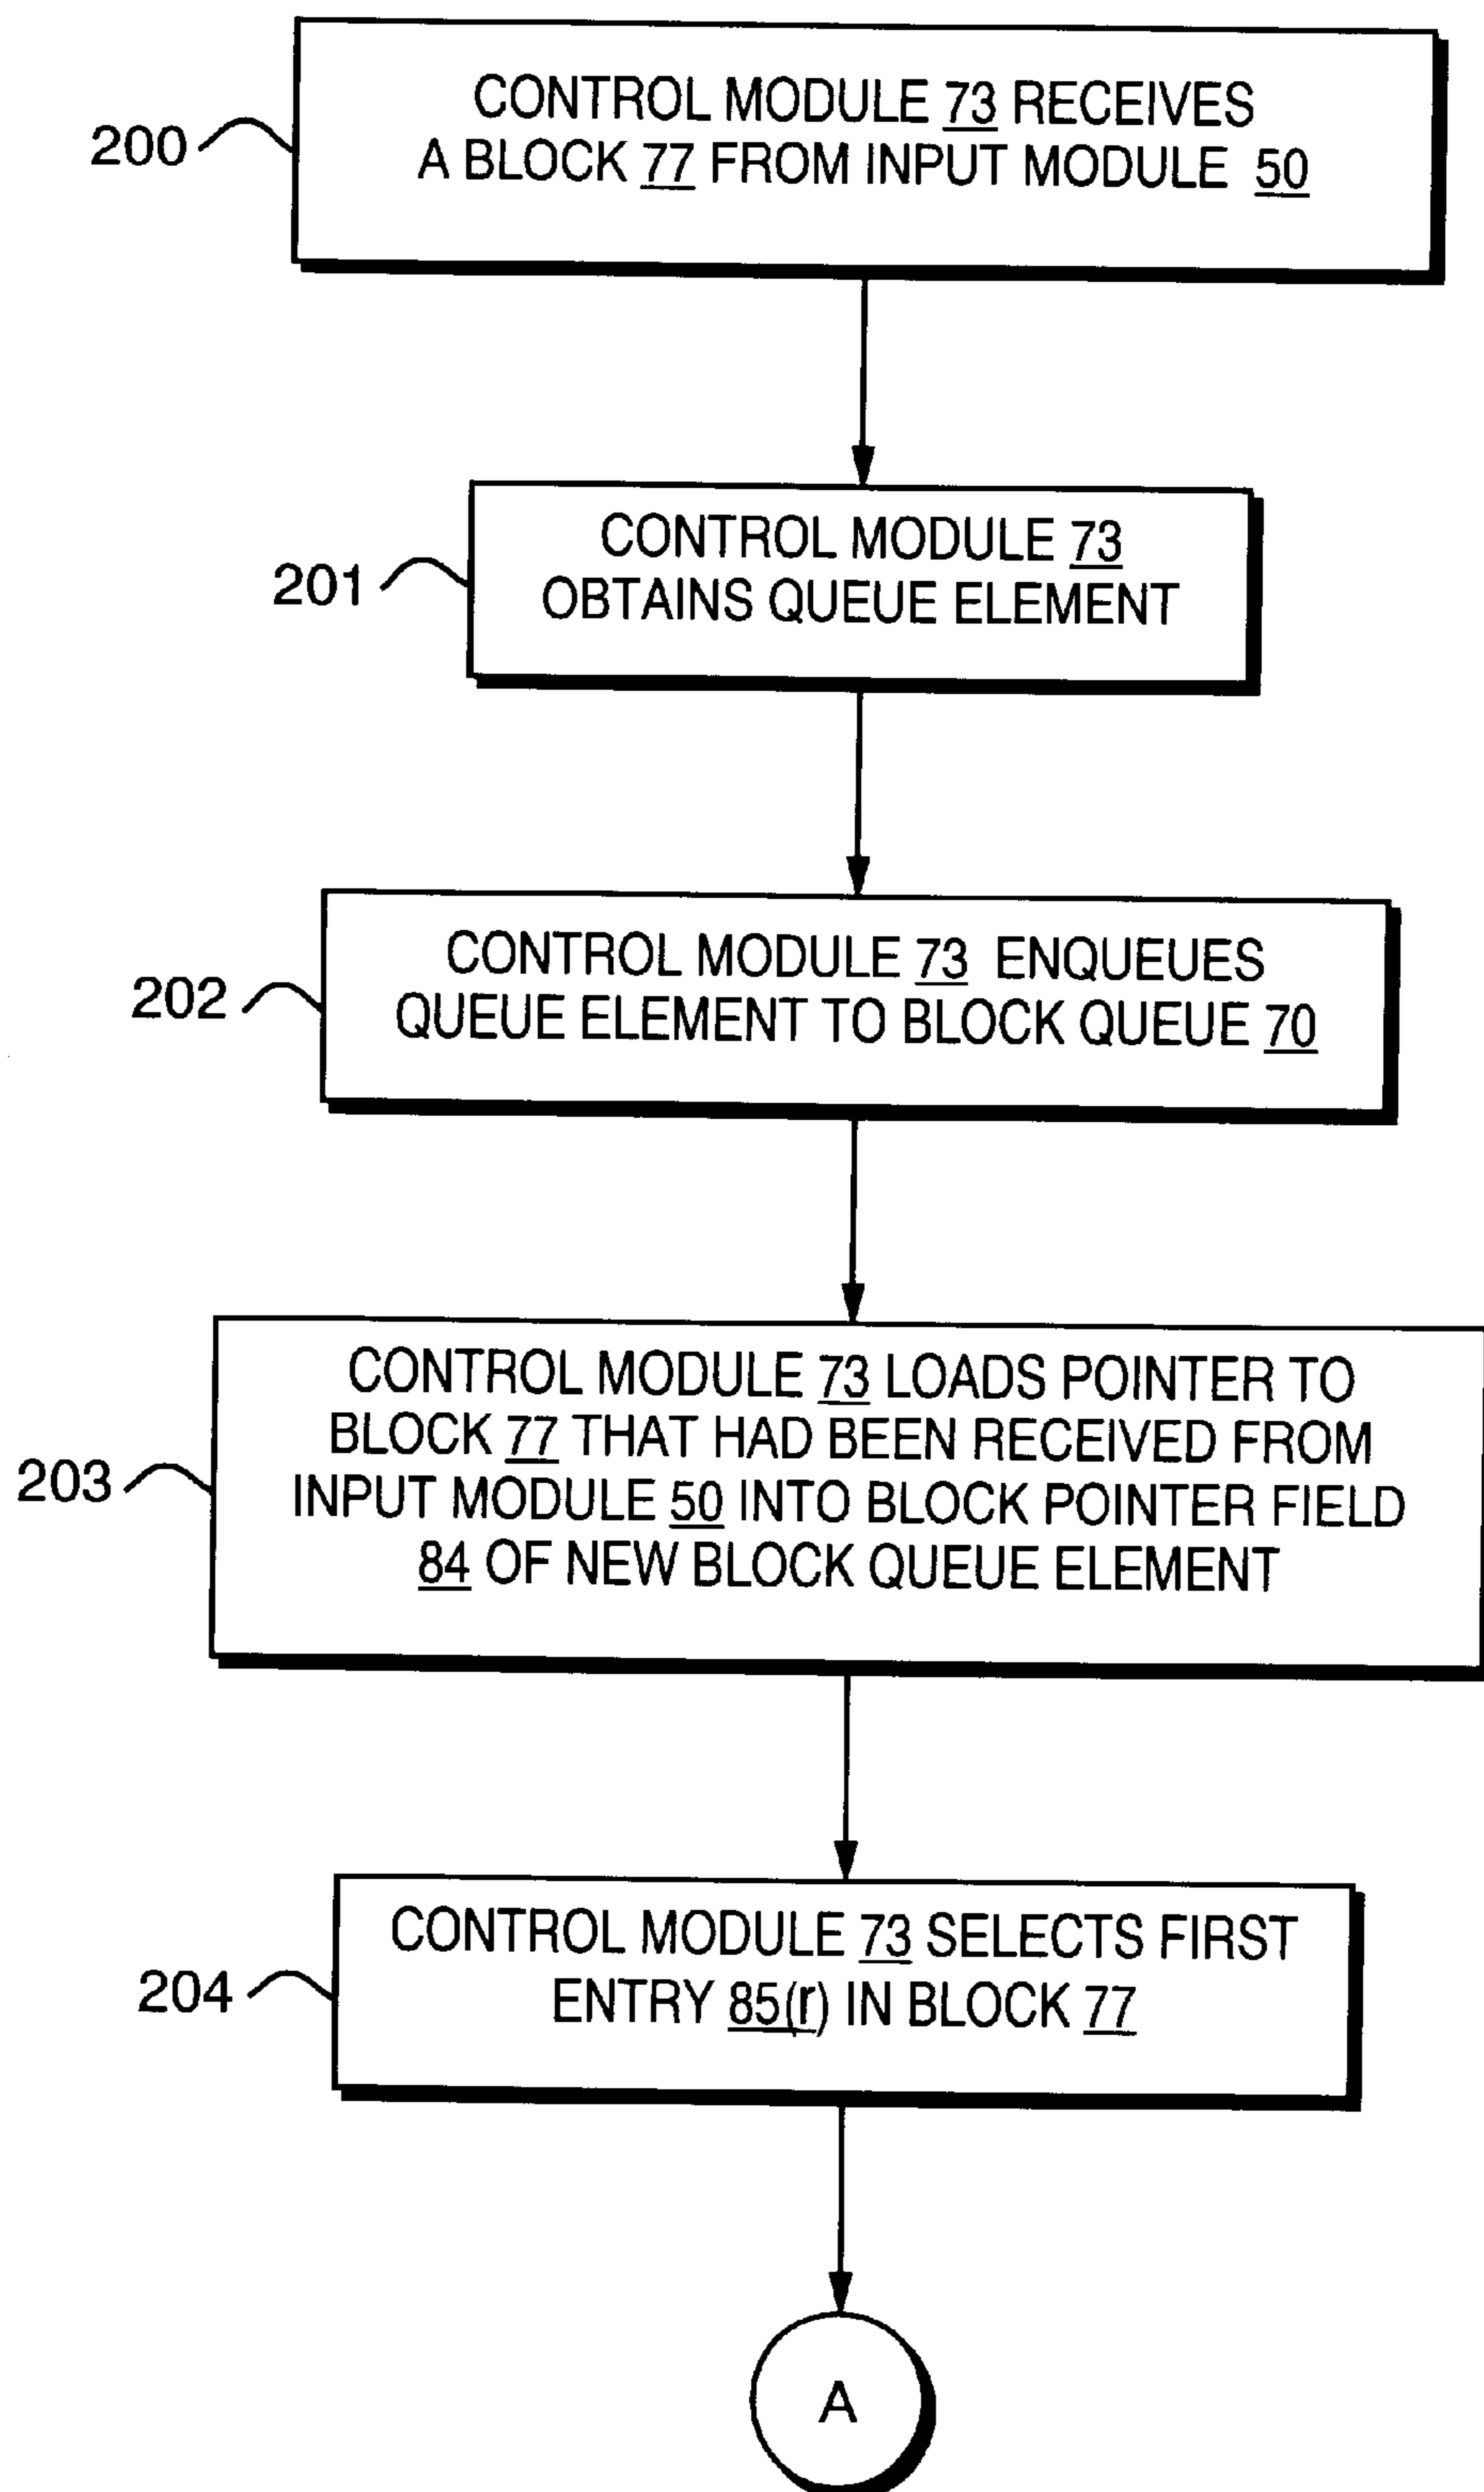 200
CONTROL MODULE 73 RECEIVES
A BLOCK 77 FROM INPUT MODULE 50
201
CONTROL MODULE 73
OBTAINS QUEUE ELEMENT
202
CONTROL MODULE 73 ENQUEUES
QUEUE ELEMENT TO BLOCK QUEUE 70
203
CONTROL MODULE 73 LOADS POINTER TO
BLOCK 77 THAT HAD BEEN RECEIVED FROM
INPUT MODULE 50 INTO BLOCK POINTER FIELD
84 OF NEW BLOCK QUEUE ELEMENT
204
CONTROL MODULE 73 SELECTS FIRST
ENTRY 85(r) IN BLOCK 77
A